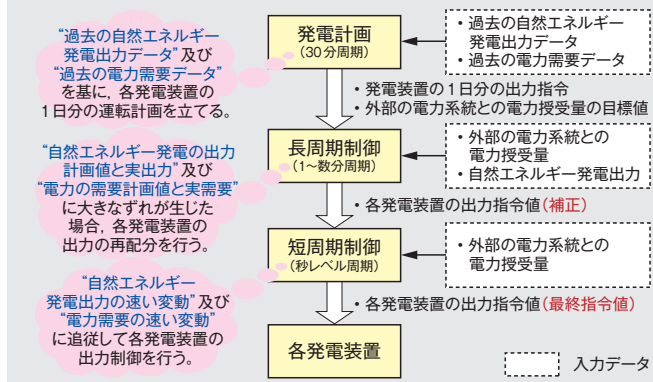 “過去の自然エネルギー
発電出力データ”及び
“過去の電力需要データ”
を基に，各発電装置の
1日分の運転計画を立てる。
発電計画
(30分周期)
・過去の自然エネルギー
発電出力データ
・過去の電力需要データ
・発電装置の1日分の出力指令
・外部の電力系統との電力授受量の目標値
“自然エネルギー発電の出力
計画値と実出力”及び
“電力の需要計画値と実需要”
に大きなずれが生じた
場合，各発電装置の
出力の再配分を行う。
長周期制御
(1～数分周期)
・外部の電力系統との
電力授受量
・自然エネルギー発電出力
・各発電装置の出力指令値(補正)
“自然エネルギー
発電出力の速い変動”及び
“電力需要の速い変動”
に追従して各発電装置の
出力制御を行う。
短周期制御
(秒レベル周期)
・外部の電力系統との
電力授受量
・各発電装置の出力指令値(最終指令値)
各発電装置
入力データ